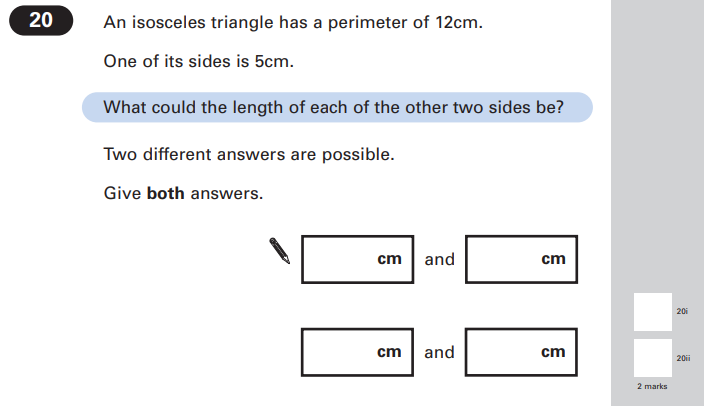 20 An isosceles triangle has a perimeter of 12cm.
One of its sides is 5cm.
What could the length of each of the other two sides be?
Two different answers are possible.
Give both answers.
cm and cm
20i
cm and cm
20ii
2 marks